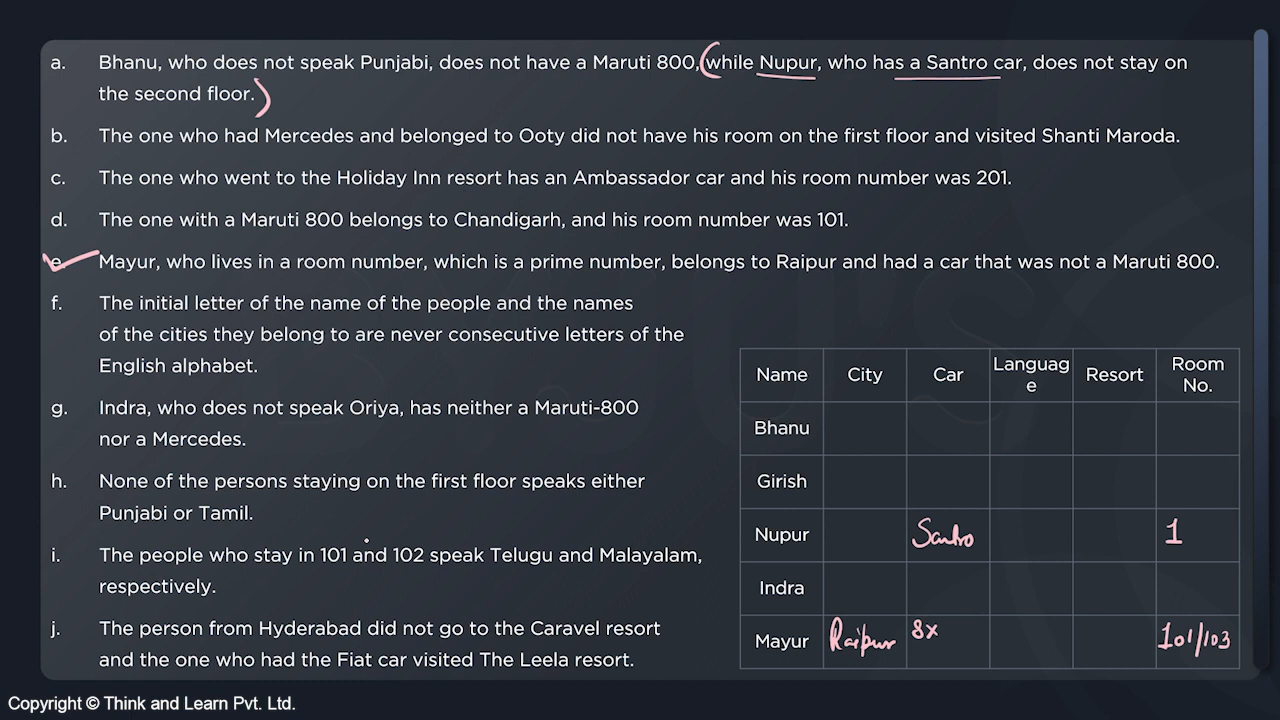 a. Bhanu, who does not speak Punjabi, does not have a Maruti 800, (while Nupur, who has a Santro car, does not stay on
the second floor.)
b. The one who had Mercedes and belonged to Ooty did not have his room on the first floor and visited Shanti Maroda.
c. The one who went to the Holiday Inn resort has an Ambassador car and his room number was 201.
d. The one with a Maruti 800 belongs to Chandigarh, and his room number was 101.
e. Mayur, who lives in a room number, which is a prime number, belongs to Raipur and had a car that was not a Maruti 800.
f. The initial letter of the name of the people and the names
of the cities they belong to are never consecutive letters of the
English alphabet.
g. Indra, who does not speak Oriya, has neither a Maruti-800
nor a Mercedes.
h. None of the persons staying on the first floor speaks either
Punjabi or Tamil.
i. The people who stay in 101 and 102 speak Telugu and Malayalam,
respectively.
j. The person from Hyderabad did not go to the Caravel resort
and the one who had the Fiat car visited The Leela resort.
Name City Car Languag
e Resort Room
No.
Bhanu
Girish
Nupur Santro 1
Indra
Mayur Raipur 8x 101/103
Copyright © Think and Learn Pvt. Ltd.